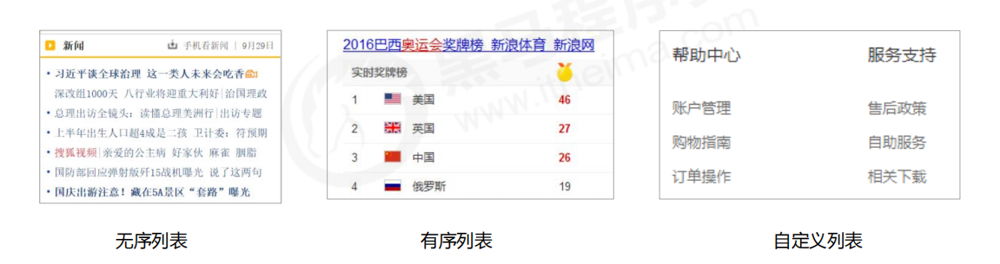 新闻 手机看新闻 | 9月29日
• 习近平谈全球治理 这一类人未来会吃香
深改组1000天 八行业将迎重大利好|治国理政
• 总理出访全镜头：读懂总理美洲行|出访专题
• 上半年出生人口超4成是二孩 卫计委：符预期
• 搜狐视频|亲爱的公主病 好家伙 麻雀 胭脂
• 国防部回应弹射版歼15战机曝光 说了这两句
• 国庆出游注意！藏在5A景区“套路”曝光
无序列表
2016巴西奥运会奖牌榜_新浪体育_新浪网
实时奖牌榜
1 美国 46
2 英国 27
3 中国 26
4 俄罗斯 19
有序列表
帮助中心 服务支持
账户管理 售后政策
购物指南 自助服务
订单操作 相关下载
自定义列表